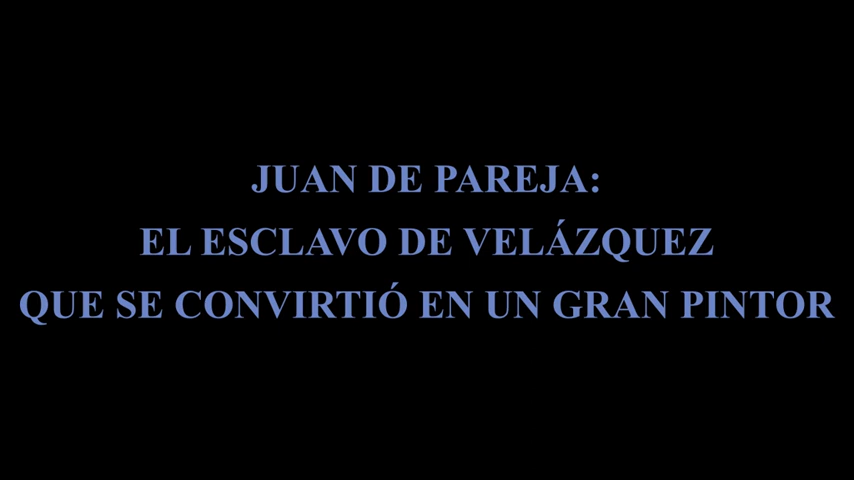 JUAN DE PAREJA:
EL ESCLAVO DE VELÁZQUEZ
QUE SE CONVIRTIÓ EN UN GRAN PINTOR